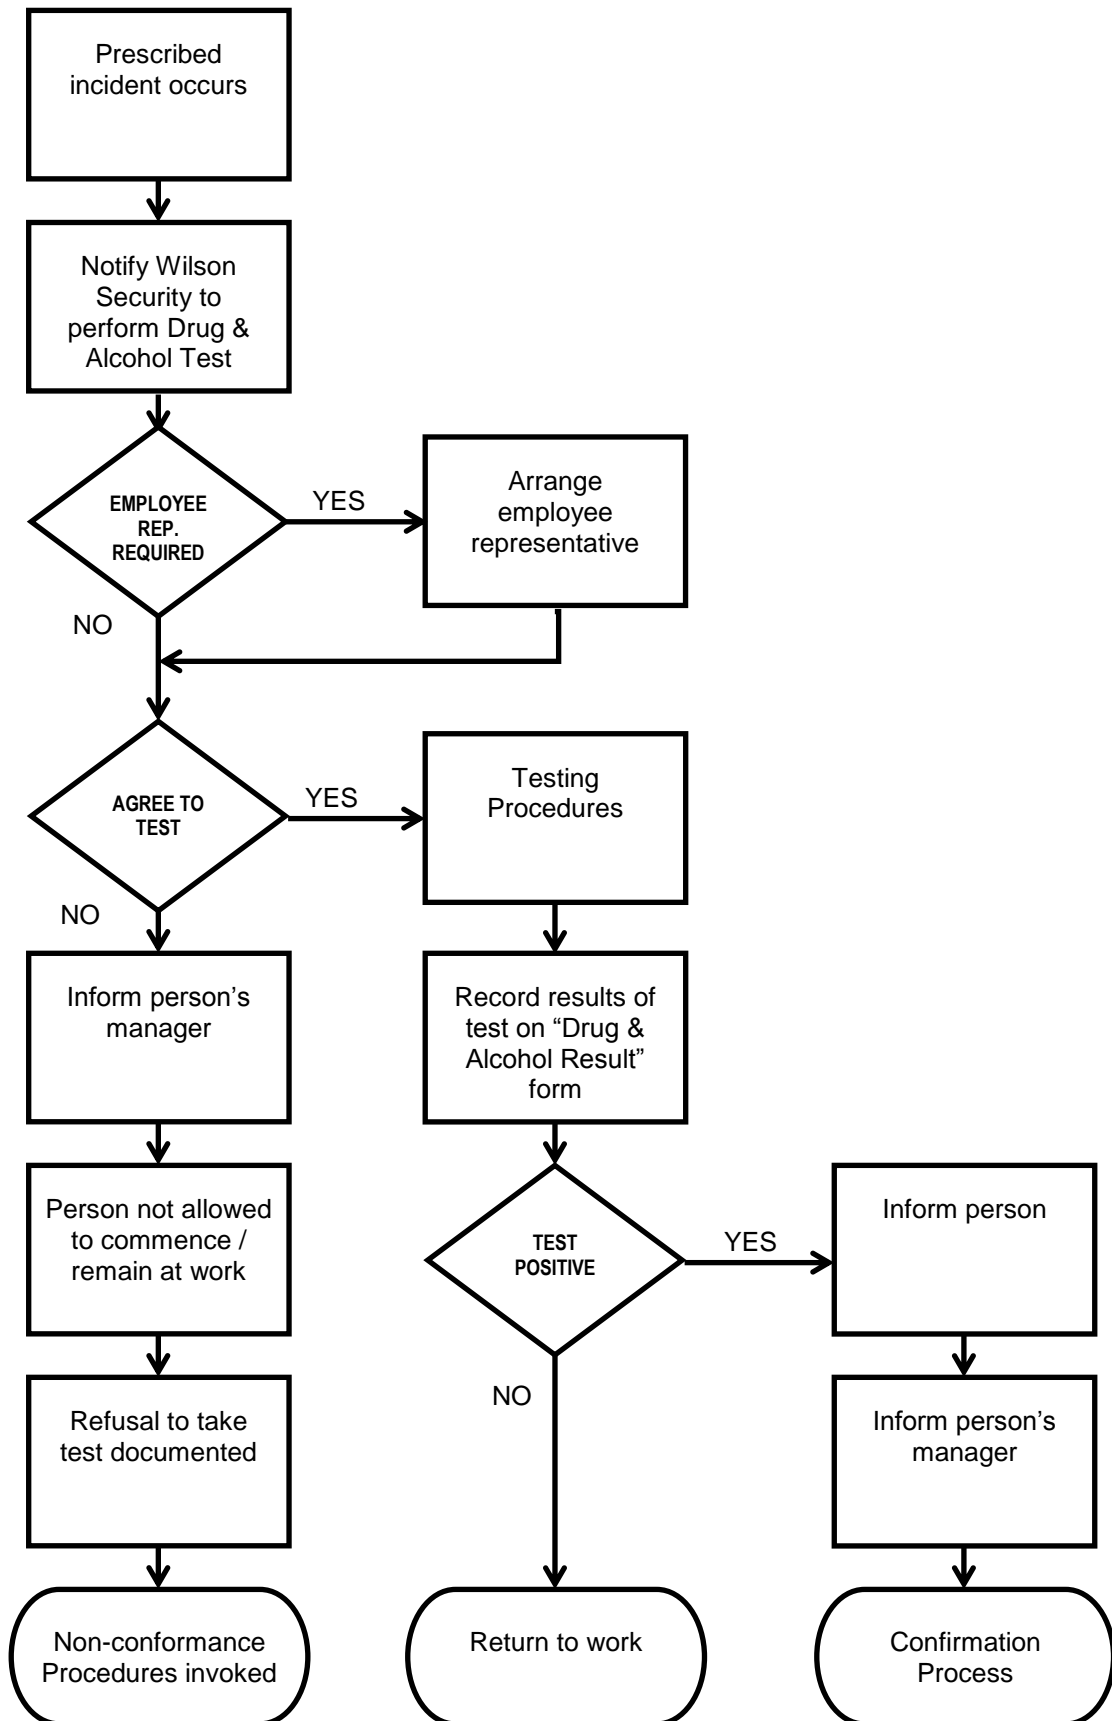 Prescribed
incident occurs
Notify Wilson
Security to
perform Drug &
Alcohol Test
EMPLOYEE
REP.
REQUIRED
YES
Arrange
employee
representative
NO
AGREE TO
TEST
YES
Testing
Procedures
NO
Inform person’s
manager
Record results of
test on “Drug &
Alcohol Result”
form
Person not allowed
to commence /
remain at work
TEST
POSITIVE
YES
Inform person
NO
Refusal to take
test documented
Inform person’s
manager
Non-conformance
Procedures invoked
Return to work
Confirmation
Process